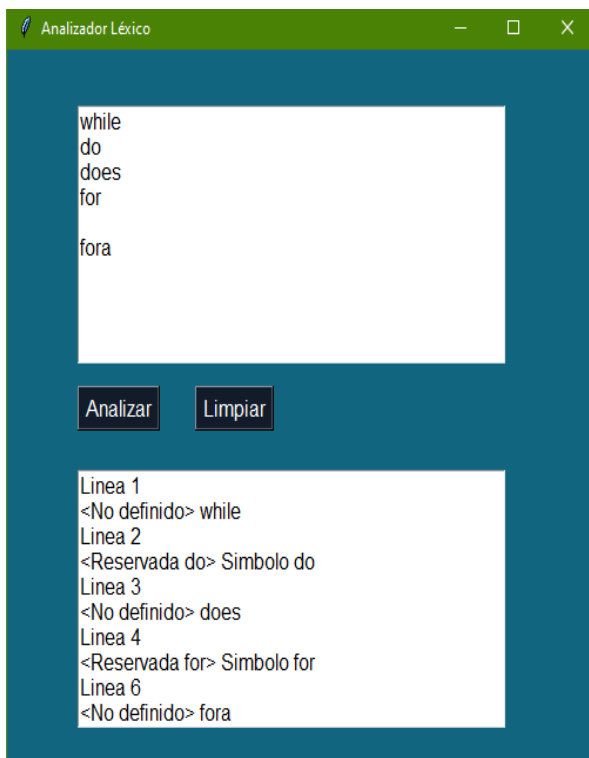 Analizador Léxico
while
do
does
for
fora
Analizar Limpiar
Linea 1
<No definido> while
Linea 2
<Reservada do> Simbolo do
Linea 3
<No definido> does
Linea 4
<Reservada for> Simbolo for
Linea 6
<No definido> fora